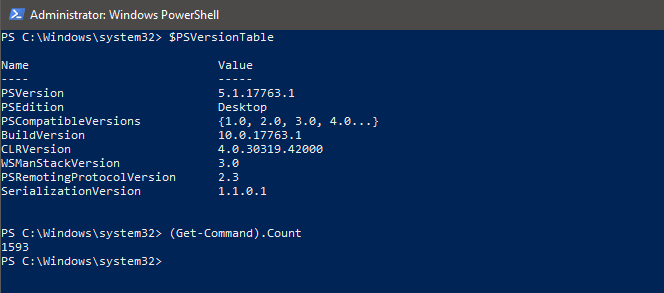 Administrator: Windows PowerShell
PS C:\Windows\system32> $PSVersionTable
Name                           Value
----                           -----
PSVersion                      5.1.17763.1
PSEdition                      Desktop
PSCompatibleVersions           {1.0, 2.0, 3.0, 4.0...}
BuildVersion                   10.0.17763.1
CLRVersion                     4.0.30319.42000
WSManStackVersion              3.0
PSRemotingProtocolVersion      2.3
SerializationVersion           1.1.0.1
PS C:\Windows\system32> (Get-Command).Count
1593
PS C:\Windows\system32>